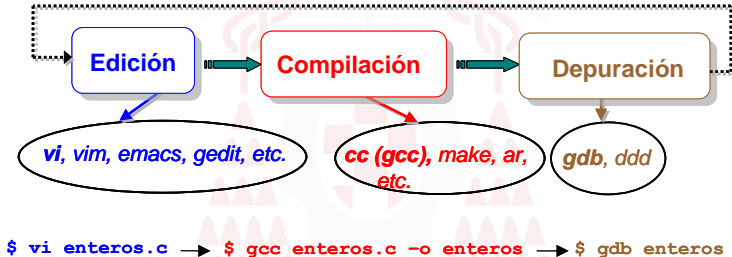 Edición
Compilación
Depuración
vi, vim, emacs, gedit, etc.
cc (gcc), make, ar,
etc.
gdb, ddd
$ vi enteros.c
$ gcc enteros.c –o enteros
$ gdb enteros